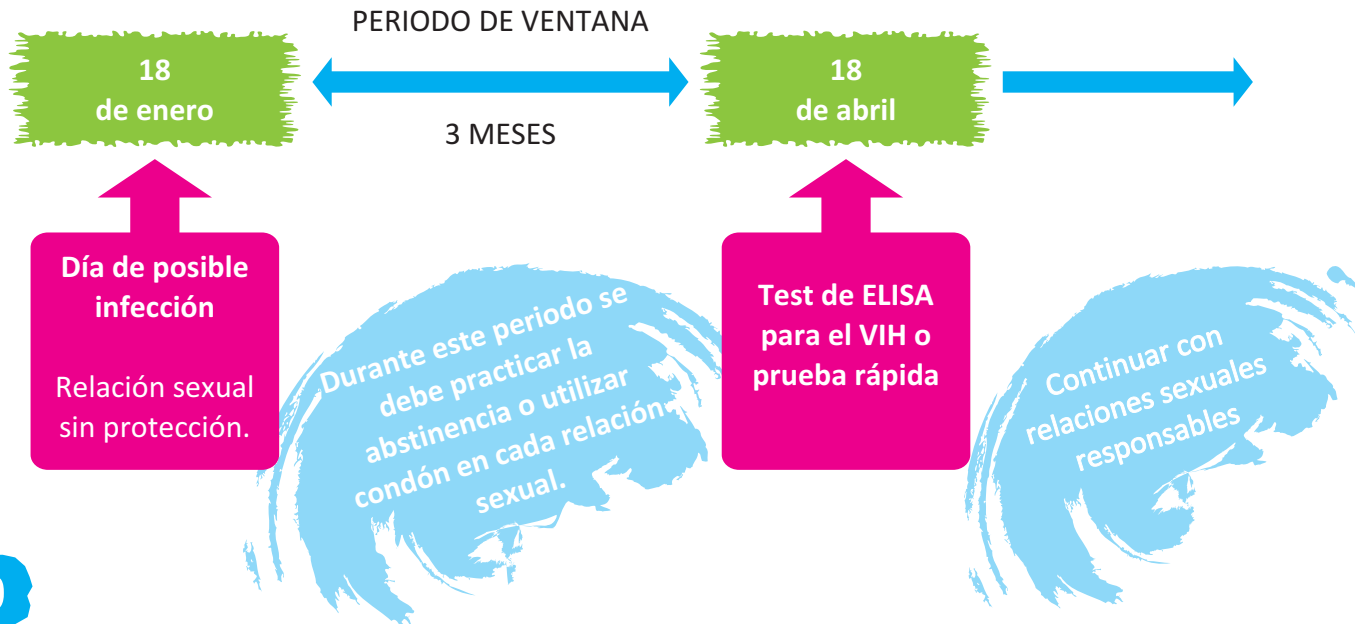 PERIODO DE VENTANA
18
de enero
3 MESES
18
de abril
Día de posible
infección
Relación sexual
sin protección.
Durante este periodo se
debe practicar la
abstinencia o utilizar
condón en cada relación
sexual.
Test de ELISA
para el VIH o
prueba rápida
Continuar con
relaciones sexuales
responsables